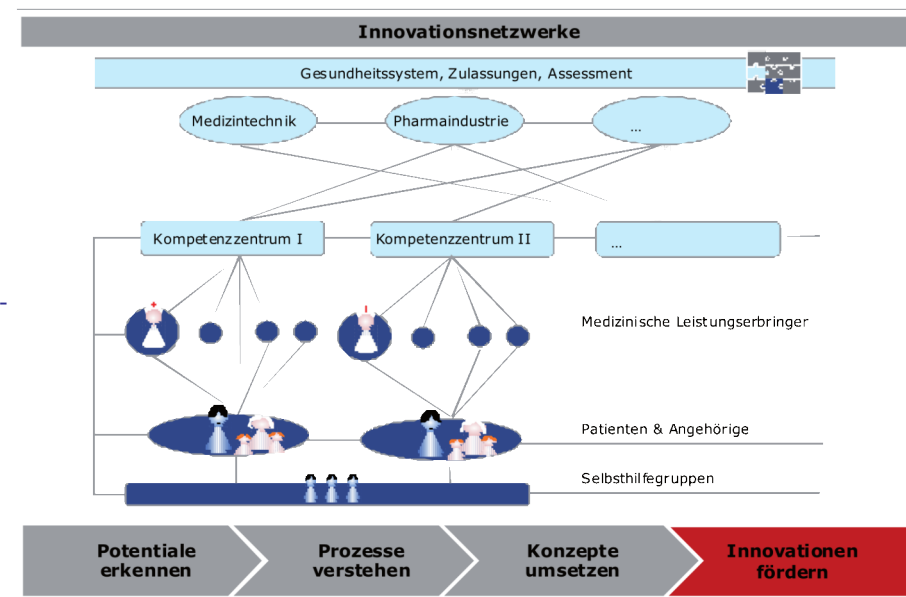 Innovationsnetzwerke
Gesundheitssystem, Zulassungen, Assessment
Medizintechnik
Pharmaindustrie
...
Kompetenzzentrum I
Kompetenzzentrum II
...
Medizinische Leistungserbringer
Patienten & Angehörige
Selbsthilfegruppen
Potentiale
erkennen
Prozesse
verstehen
Konzepte
umsetzen
Innovationen
fördern